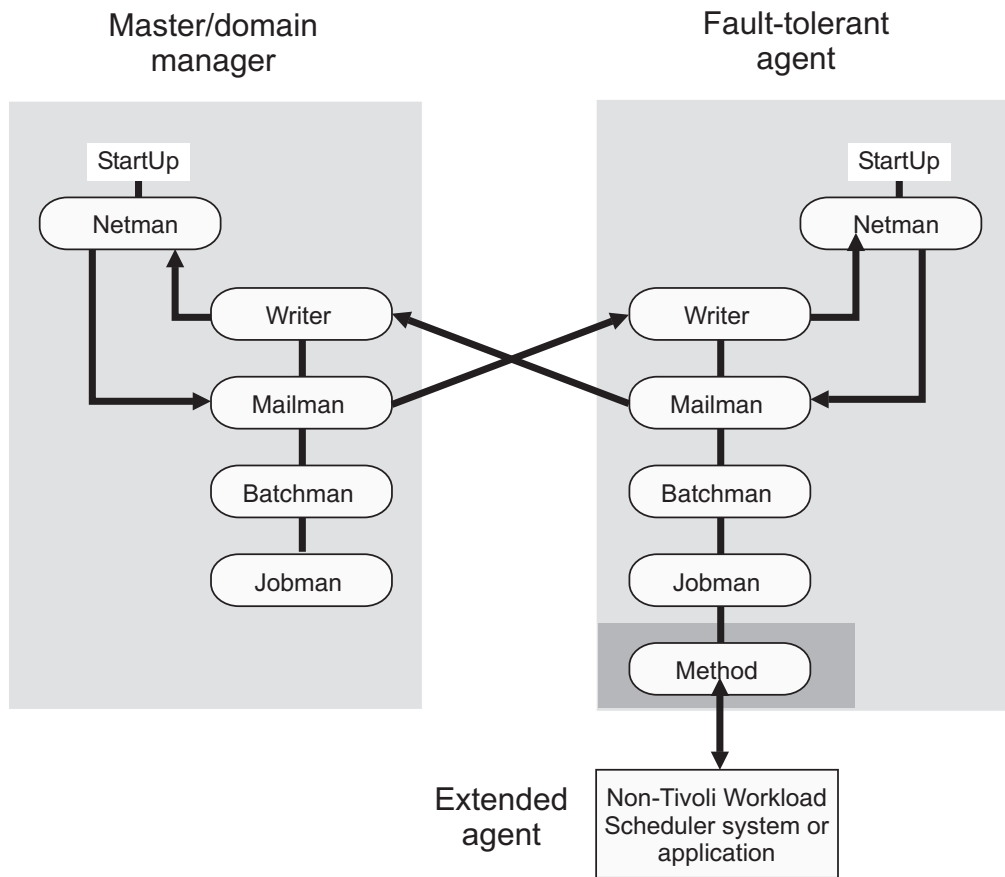 Master/domain
manager
Fault-tolerant
agent
StartUp
Netman
Writer
Mailman
Batchman
Jobman
StartUp
Netman
Writer
Mailman
Batchman
Jobman
Method
Extended
agent
Non-Tivoli Workload
Scheduler system or
application